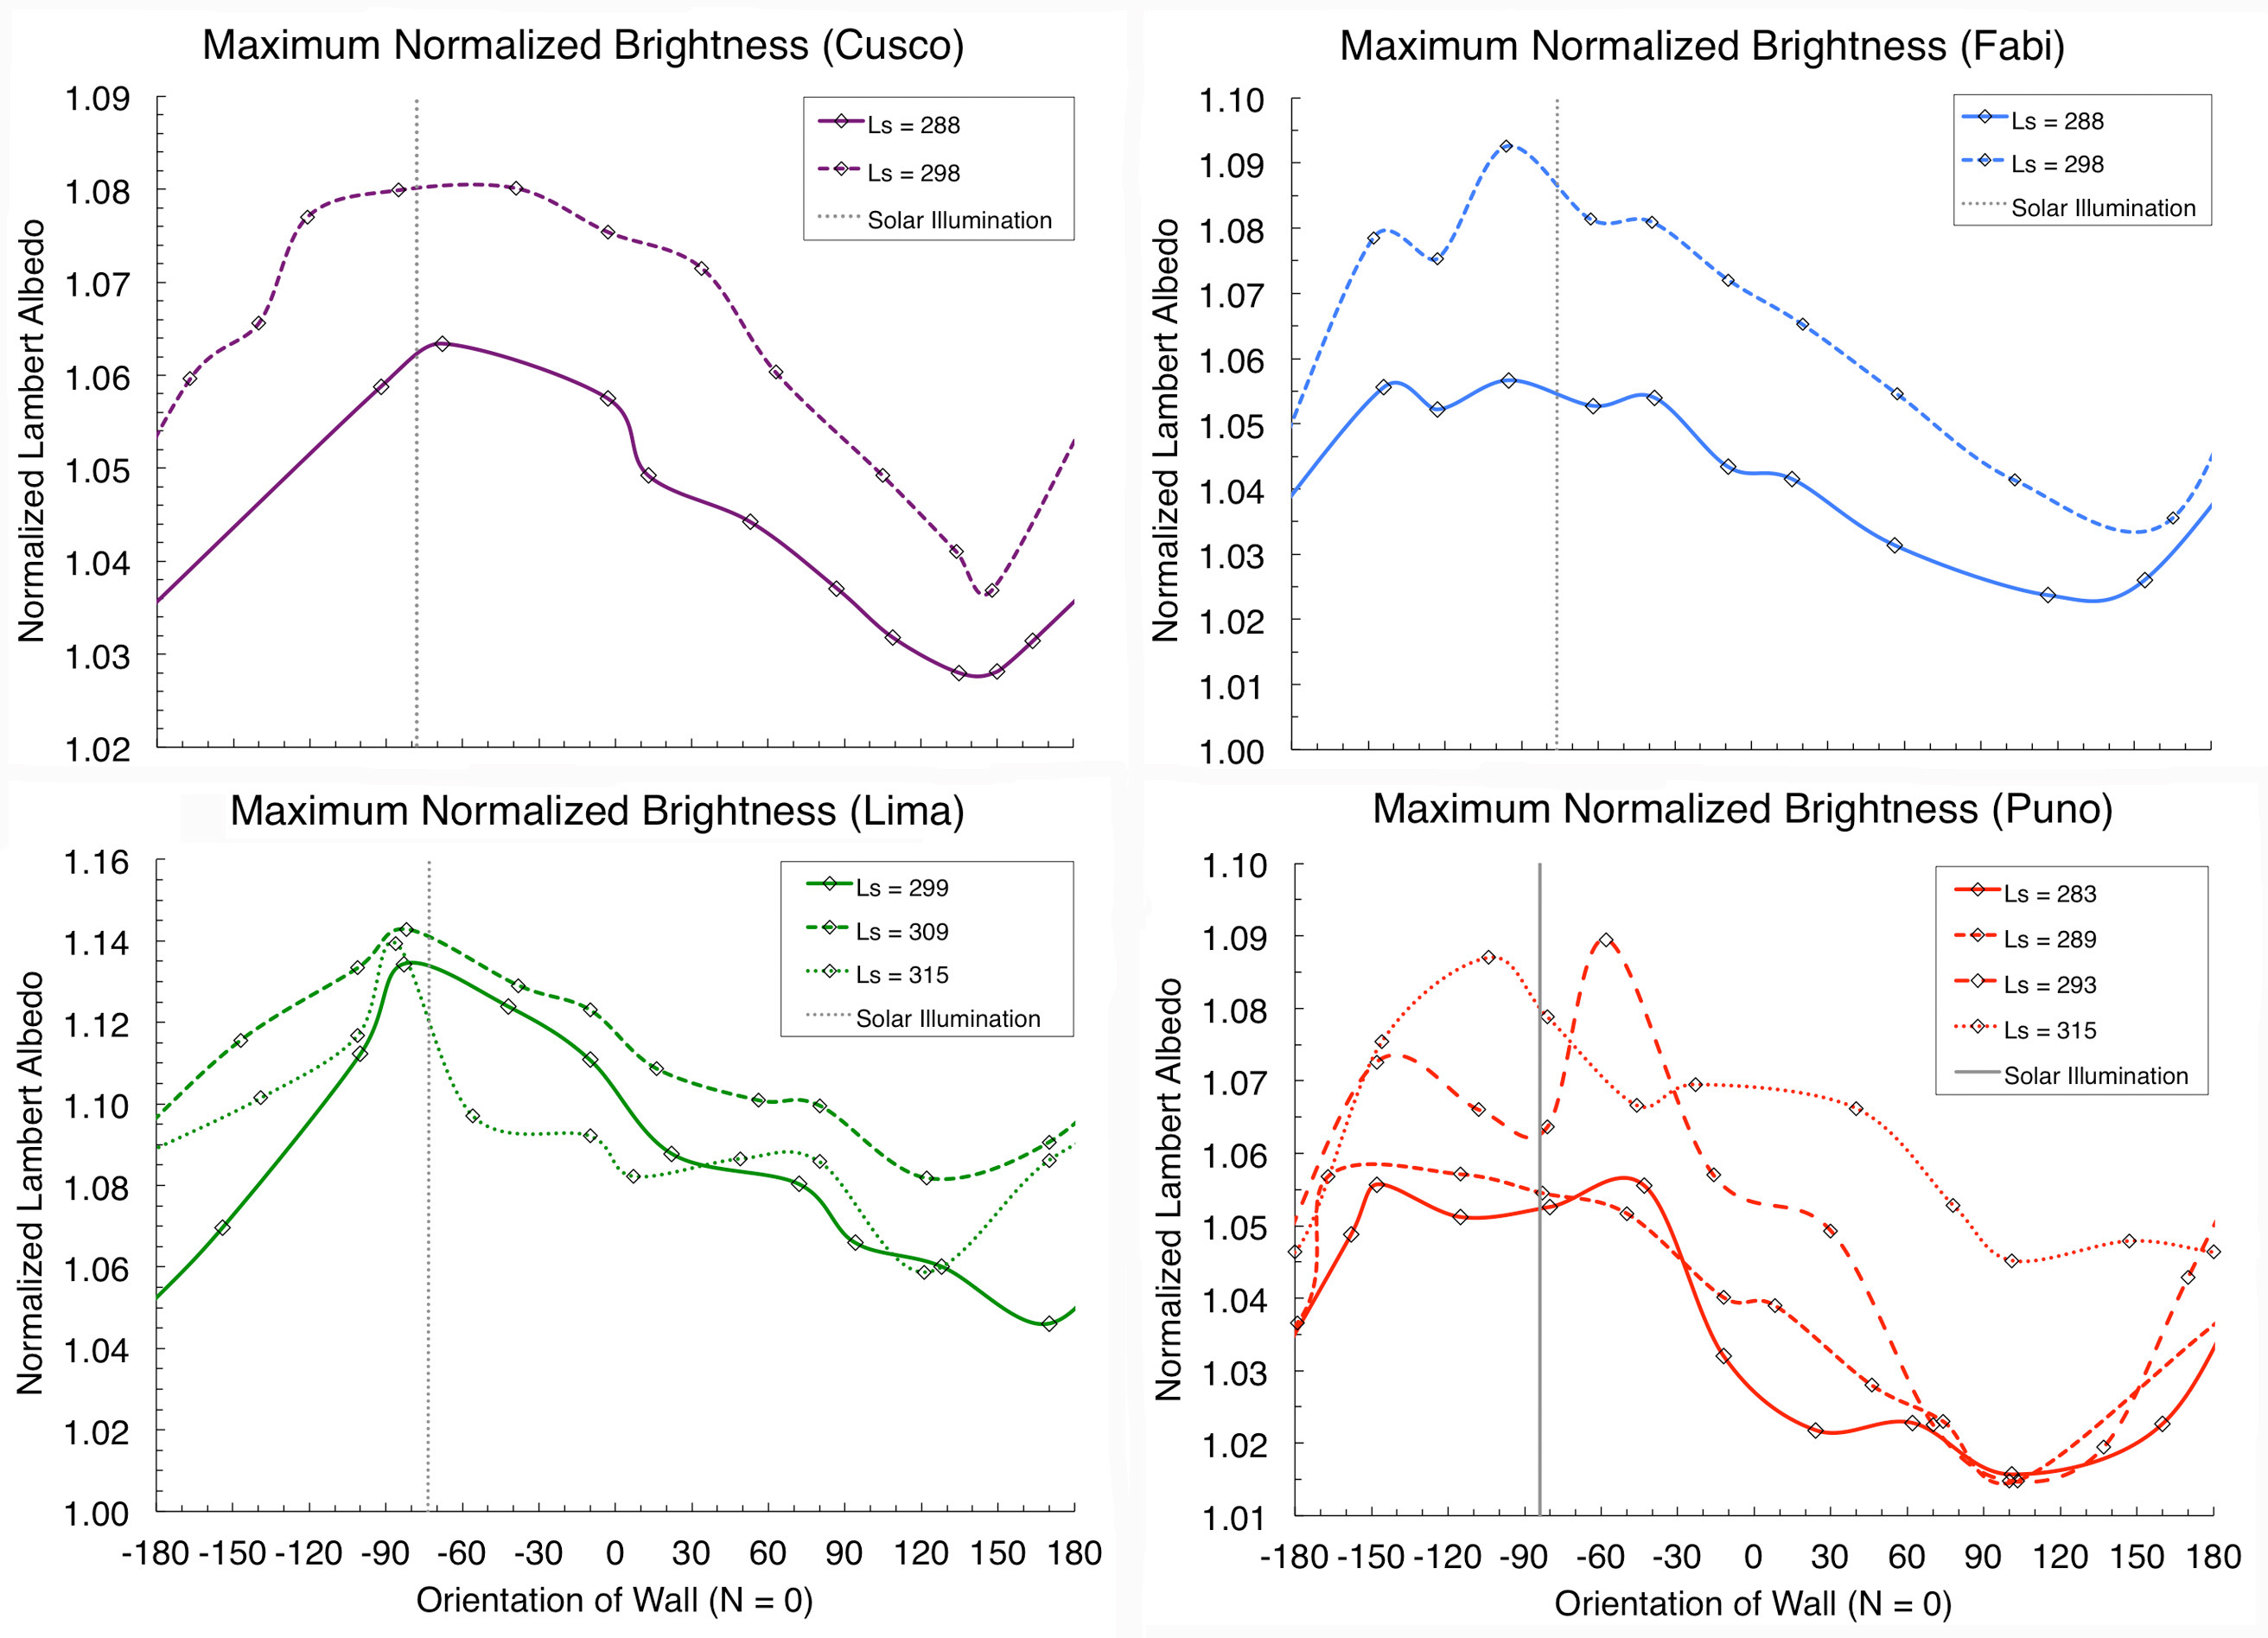 Maximum Normalized Brightness (Cusco)
Normalized Lambert Albedo
1.09
1.08
1.07
1.06
1.05
1.04
1.03
1.02
Ls = 288
Ls = 298
Solar Illumination
Maximum Normalized Brightness (Fabi)
Normalized Lambert Albedo
1.10
1.09
1.08
1.07
1.06
1.05
1.04
1.03
1.02
1.01
1.00
Ls = 288
Ls = 298
Solar Illumination
Maximum Normalized Brightness (Lima)
Normalized Lambert Albedo
1.16
1.14
1.12
1.10
1.08
1.06
1.04
1.02
1.00
Ls = 299
Ls = 309
Ls = 315
Solar Illumination
-180 -150 -120 -90 -60 -30 0 30 60 90 120 150 180
Orientation of Wall (N = 0)
Maximum Normalized Brightness (Puno)
Normalized Lambert Albedo
1.10
1.09
1.08
1.07
1.06
1.05
1.04
1.03
1.02
1.01
Ls = 283
Ls = 289
Ls = 293
Ls = 315
Solar Illumination
-180 -150 -120 -90 -60 -30 0 30 60 90 120 150 180
Orientation of Wall (N = 0)